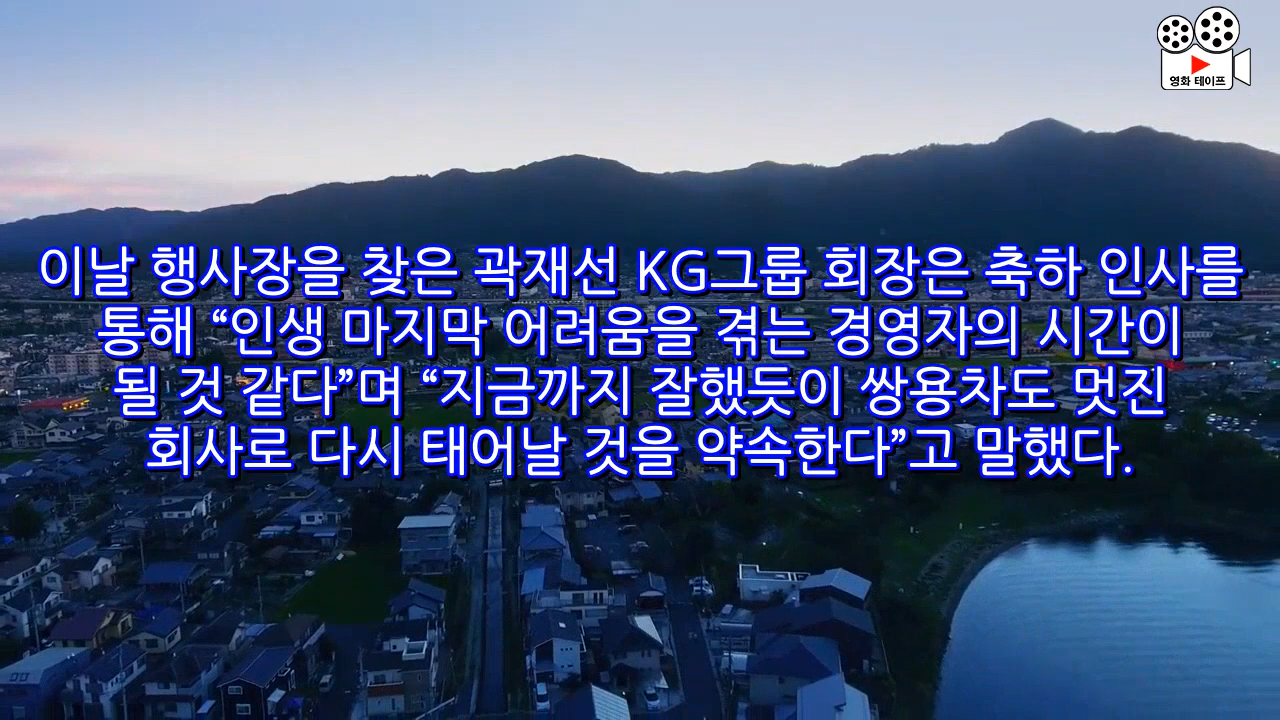 영화 테이프
이날 행사장을 찾은 곽재선 KG그룹 회장은 축하 인사를
통해 “인생 마지막 어려움을 겪는 경영자의 시간이
될 것 같다”며 “지금까지 잘했듯이 쌍용차도 멋진
회사로 다시 태어날 것을 약속한다”고 말했다.